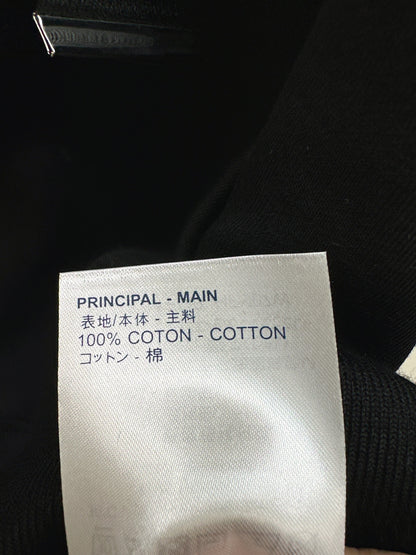 PRINCIPAL - MAIN
表地/本体 - 主料
100% COTON - COTTON
コットン - 棉